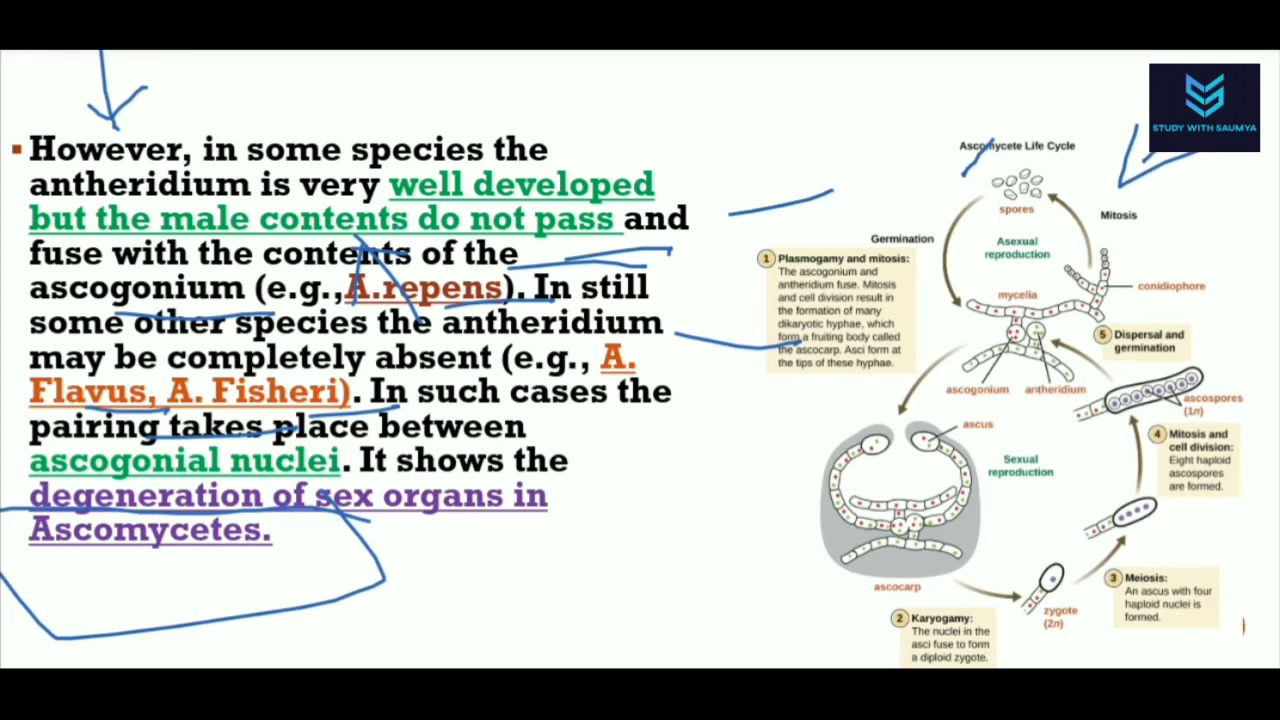 However, in some species the
antheridium is very well developed
but the male contents do not pass and
fuse with the contents of the
ascogonium (e.g.,A.repens). In still
some other species the antheridium
may be completely absent (e.g., A.
Flavus, A. Fisheri). In such cases the
pairing takes place between
ascogonial nuclei. It shows the
degeneration of sex organs in
Ascomycetes.
STUDY WITH SAUMYA
Ascomycete Life Cycle
spores
Mitosis
Germination
Asexual
reproduction
1 Plasmogamy and mitosis:
The ascogonium and
antheridium fuse. Mitosis
and cell division result in
the formation of many
dikaryotic hyphae, which
form a fruiting body called
the ascocarp. Asci form at
the tips of these hyphae.
mycelia
conidiophore
5 Dispersal and
germination
ascogonium
antheridium
ascospores
(1n)
ascus
4 Mitosis and
cell division:
Eight haploid
ascospores
are formed.
Sexual
reproduction
ascocarp
3 Meiosis:
An ascus with four
haploid nuclei is
formed.
zygote
(2n)
2 Karyogamy:
The nuclei in the
asci fuse to form
a diploid zygote.